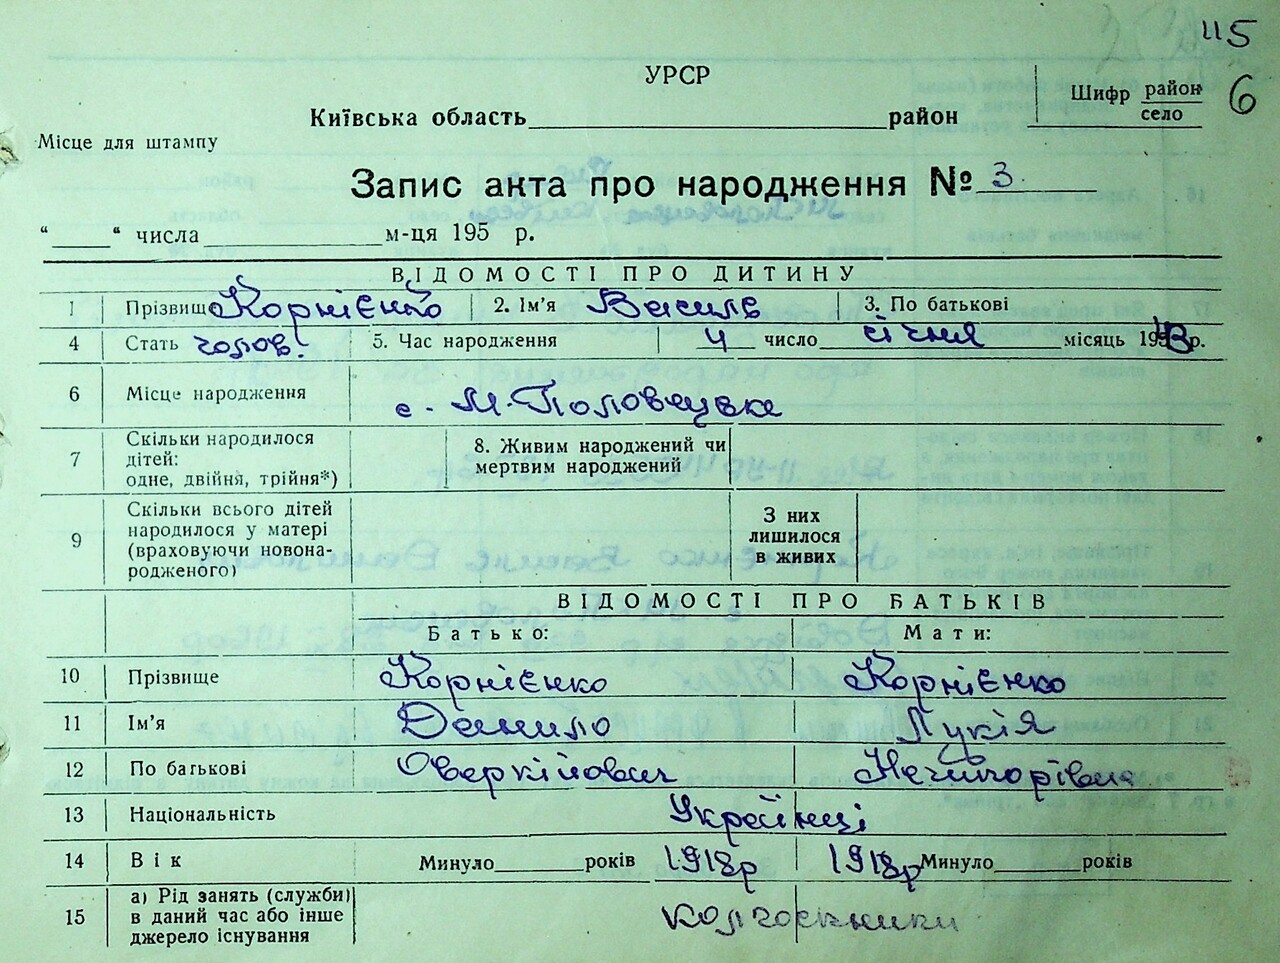 115
УРСР
Київська область район
Шифр район село 6
Місце для штампу
Запис акта про народження № 3.
“ “ числа м-ця 195 р.
ВІДОМОСТІ ПРО ДИТИНУ
1 Прізвище Корнієнко 2. Ім’я Василь 3. По батькові
4 Стать чолов. 5. Час народження 4 число січня місяць 19 р.
6 Місце народження с. М. Половецьке
7 Скільки народилося дітей: одне, двійня, трійня*) 8. Живим народжений чи мертвим народжений
9 Скільки всього дітей народилося у матері (враховуючи новонародженого) З них лишилося в живих
ВІДОМОСТІ ПРО БАТЬКІВ
Батько: Мати:
10 Прізвище Корнієнко Корнієнко
11 Ім’я Данило Лукія
12 По батькові Оверкійович Нечипорівна
13 Національність Українці
14 Вік Минуло років 1918р 1918р Минуло років
15 а) Рід занять (служби) в даний час або інше джерело існування колгоспники